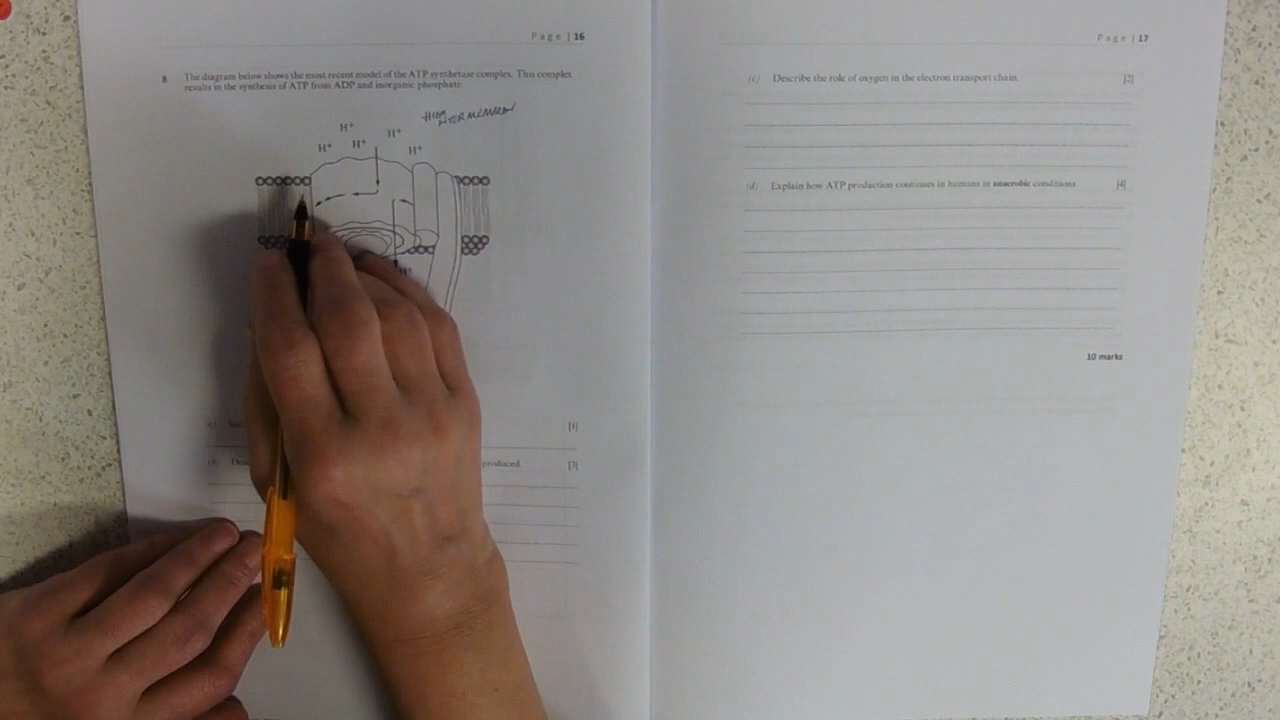 Page | 16
8 The diagram below shows the most recent model of the ATP synthetase complex. This complex
results in the synthesis of ATP from ADP and inorganic phosphate.
HIGH
INTER MEMBRAN
H⁺
H⁺
H⁺
H⁺
H⁺
H⁺
[1]
(b) produced. [3]
Page | 17
(c) Describe the role of oxygen in the electron transport chain. [2]
(d) Explain how ATP production continues in humans in anaerobic conditions. [4]
10 marks